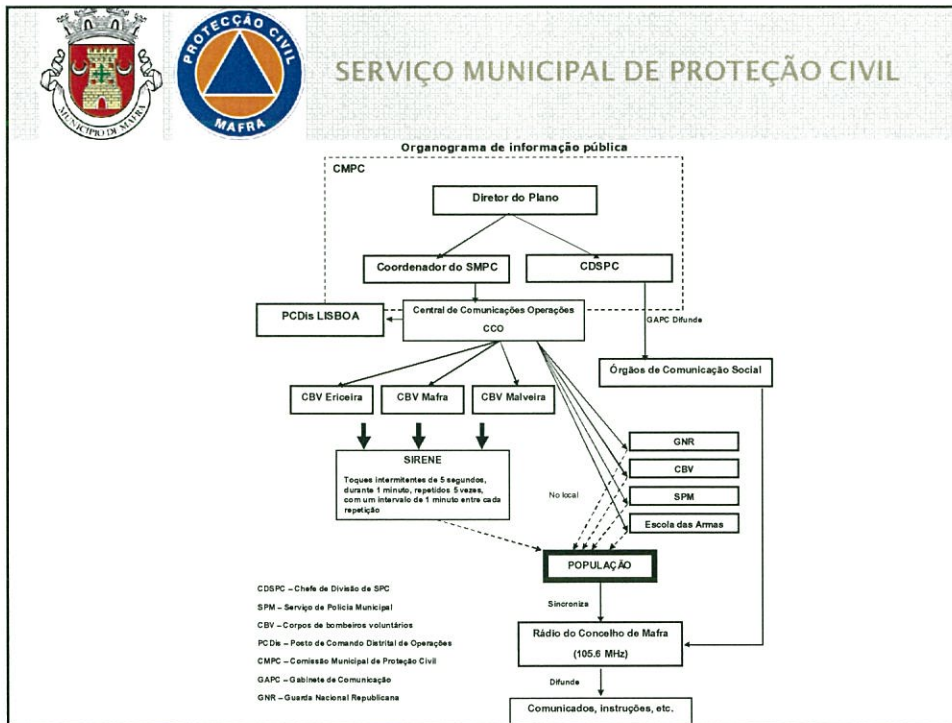 MUNICÍPIO DE MAFRA
PROTECÇÃO CIVIL
MAFRA
SERVIÇO MUNICIPAL DE PROTEÇÃO CIVIL
Organograma de informação pública
CMPC
Diretor do Plano
Coordenador do SMPC
CDSPC
PCDis LISBOA
Central de Comunicações Operações
CCO
GAPC Difunde
Órgãos de Comunicação Social
CBV Ericeira
CBV Mafra
CBV Malveira
SIRENE
Toques intermitentes de 5 segundos,
durante 1 minuto, repetidos 5 vezes,
com um intervalo de 1 minuto entre cada
repetição
GNR
CBV
SPM
Escola das Armas
No local
POPULAÇÃO
Sincroniza
Rádio do Concelho de Mafra
(105.6 MHz)
Difunde
Comunicados, instruções, etc.
CDSPC – Chefe de Divisão de SPC
SPM – Serviço de Polícia Municipal
CBV – Corpos de bombeiros voluntários
PCDis – Posto de Comando Distrital de Operações
CMPC – Comissão Municipal de Proteção Civil
GAPC – Gabinete de Comunicação
GNR – Guarda Nacional Republicana